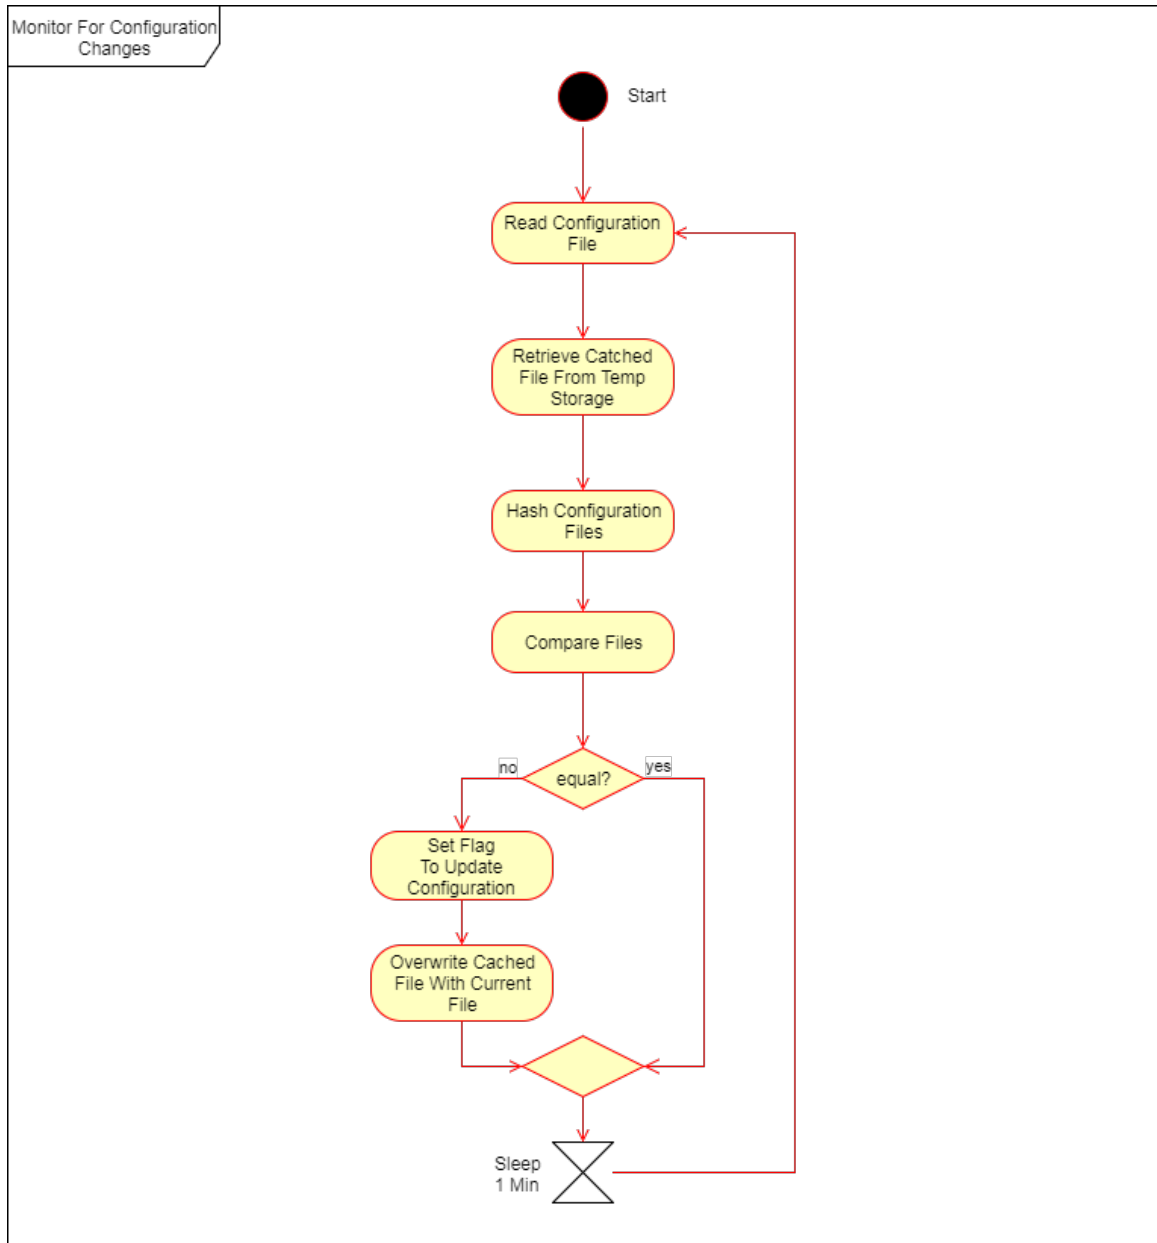 Monitor For Configuration
Changes
Start
Read Configuration
File
Retrieve Catched
File From Temp
Storage
Hash Configuration
Files
Compare Files
no
equal?
yes
Set Flag
To Update
Configuration
Overwrite Cached
File With Current
File
Sleep
1 Min